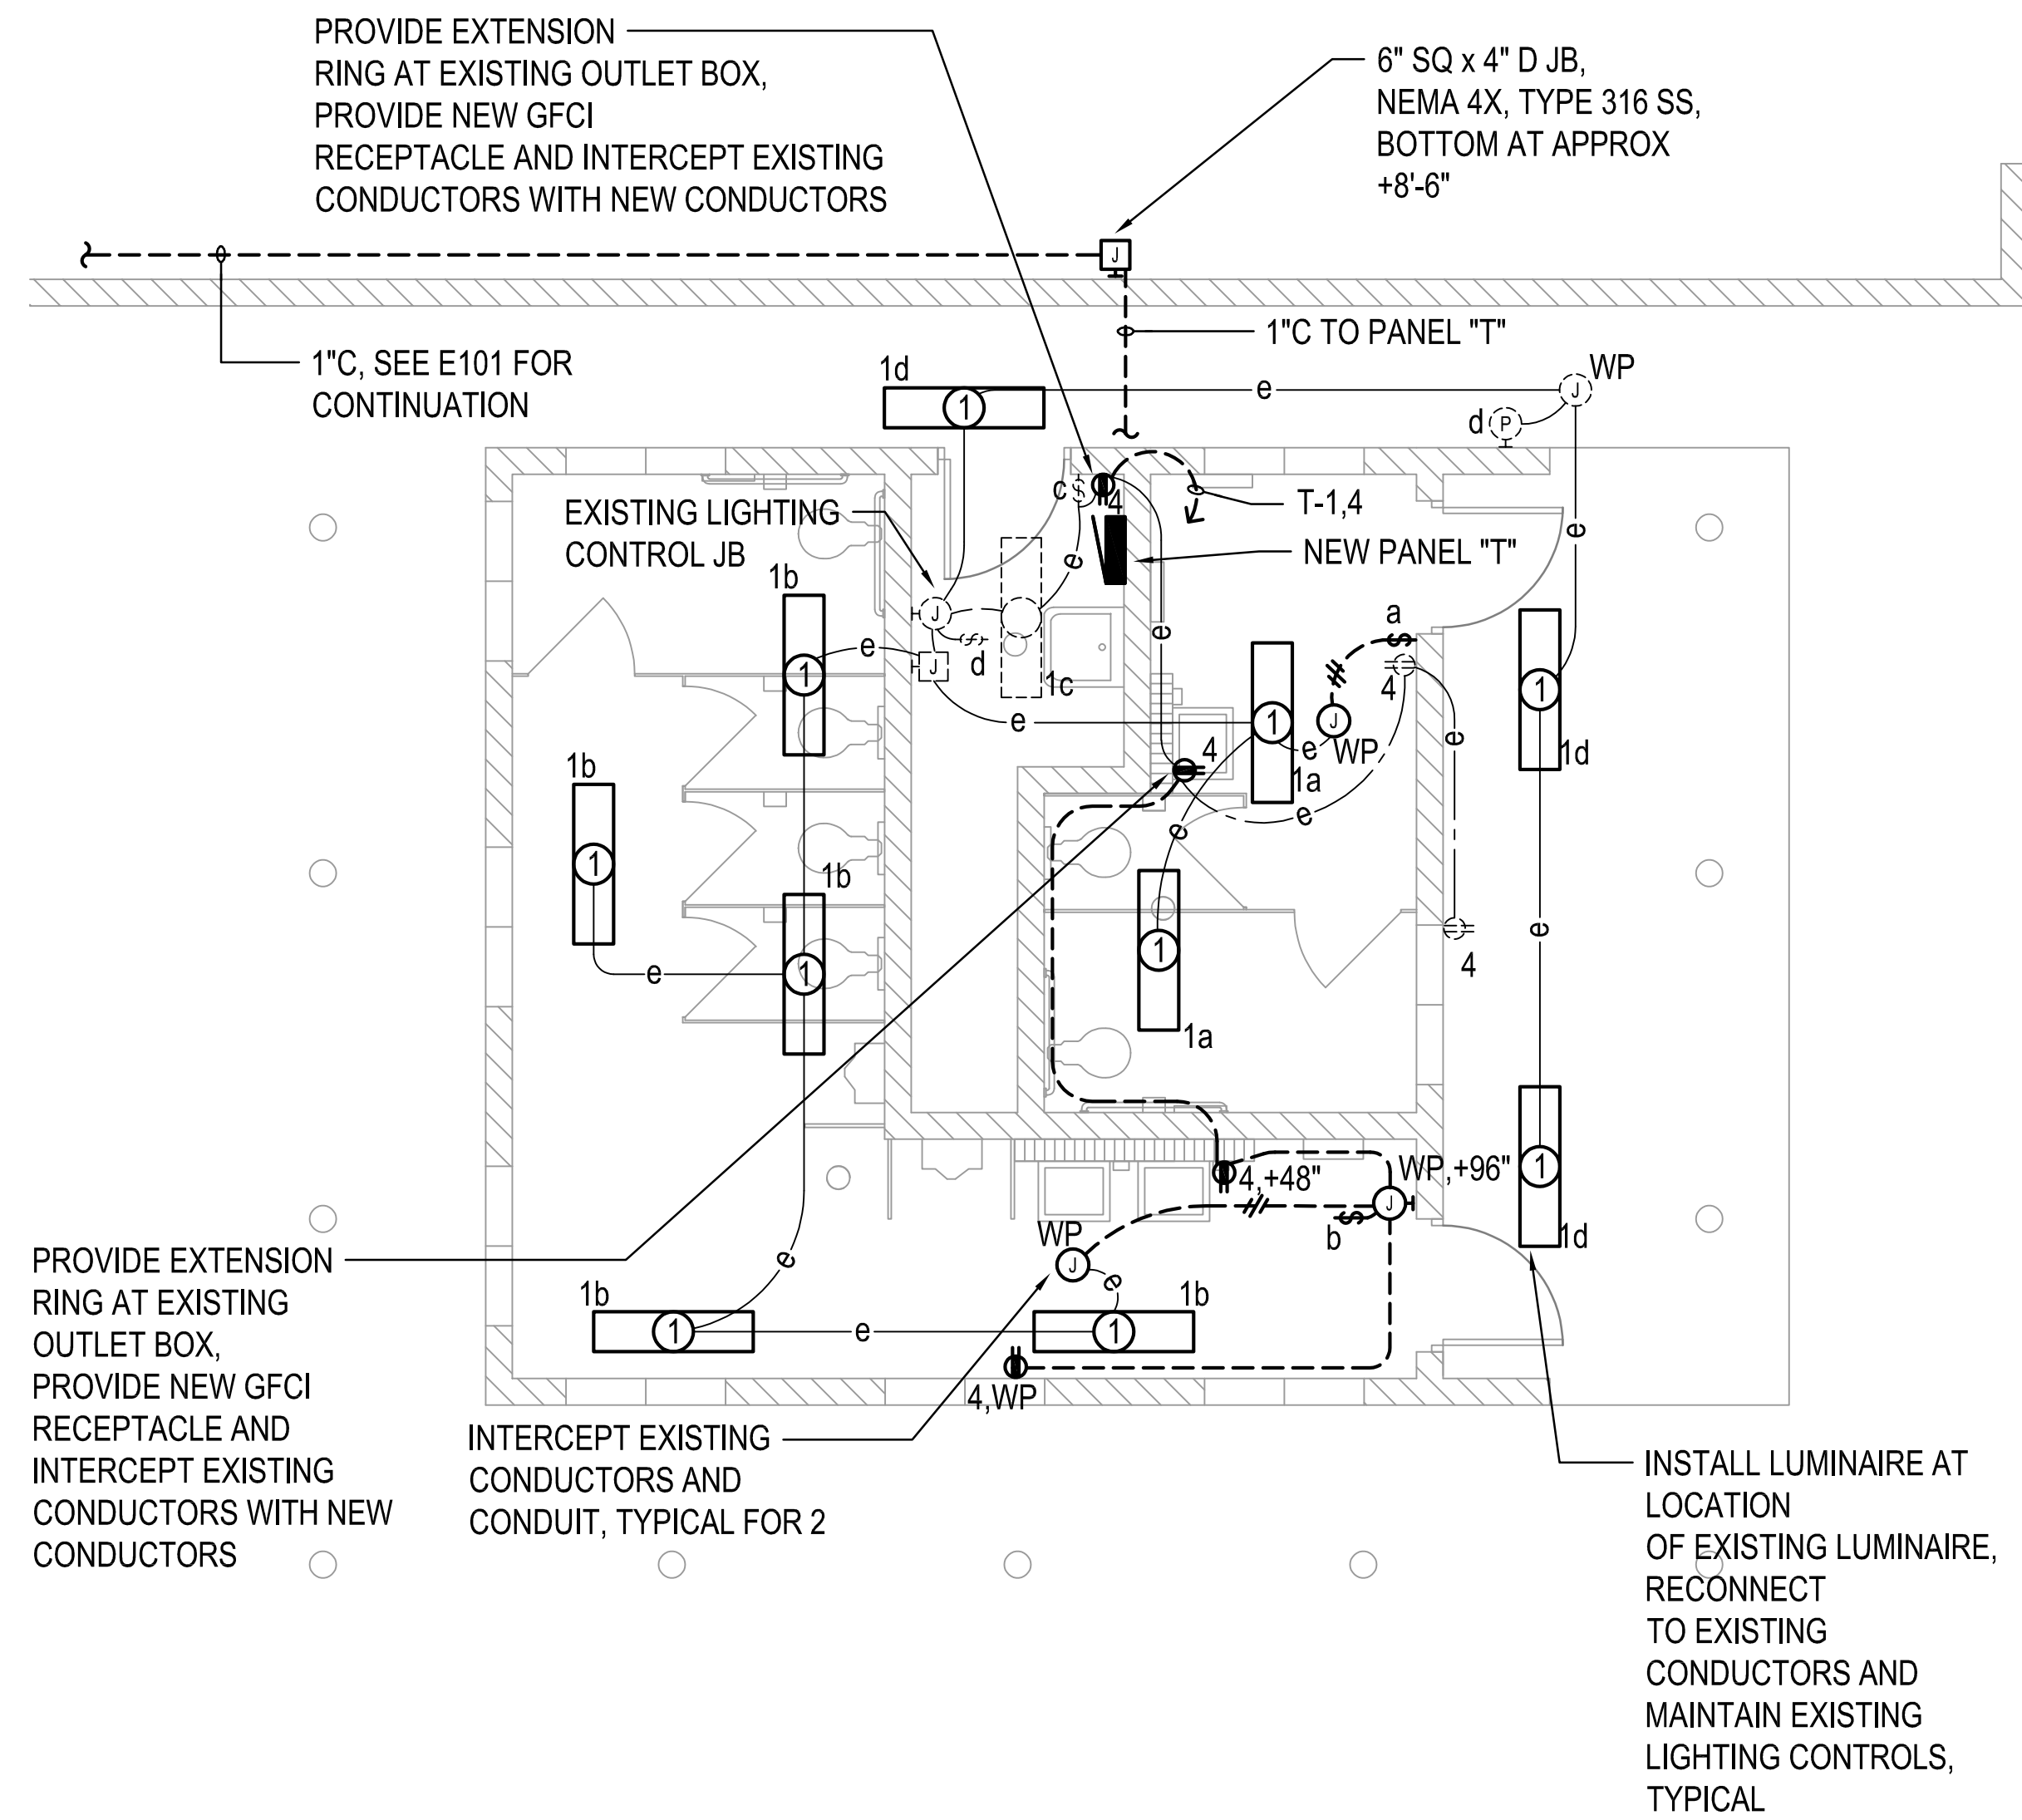 PROVIDE EXTENSION
RING AT EXISTING OUTLET BOX,
PROVIDE NEW GFCI
RECEPTACLE AND INTERCEPT EXISTING
CONDUCTORS WITH NEW CONDUCTORS
6" SQ x 4" D JB,
NEMA 4X, TYPE 316 SS,
BOTTOM AT APPROX
+8'-6"
J
1"C TO PANEL "T"
1"C, SEE E101 FOR
CONTINUATION
1d
1
e
J
WP
d
P
c
4
T-1,4
EXISTING LIGHTING
CONTROL JB
NEW PANEL "T"
e
e
1b
J
d
e
a
e
J
1c
1
4
1
1
e
J
e
WP
4
e
1d
1b
1a
e
e
1
1b
e
1
1
e
4
e
1a
1
4,+48"
WP,+96"
J
b
1d
WP
J
e
e
1b
1
e
1
1b
4,WP
PROVIDE EXTENSION
RING AT EXISTING
OUTLET BOX,
PROVIDE NEW GFCI
RECEPTACLE AND
INTERCEPT EXISTING
CONDUCTORS WITH NEW
CONDUCTORS
INTERCEPT EXISTING
CONDUCTORS AND
CONDUIT, TYPICAL FOR 2
INSTALL LUMINAIRE AT
LOCATION
OF EXISTING LUMINAIRE,
RECONNECT
TO EXISTING
CONDUCTORS AND
MAINTAIN EXISTING
LIGHTING CONTROLS,
TYPICAL